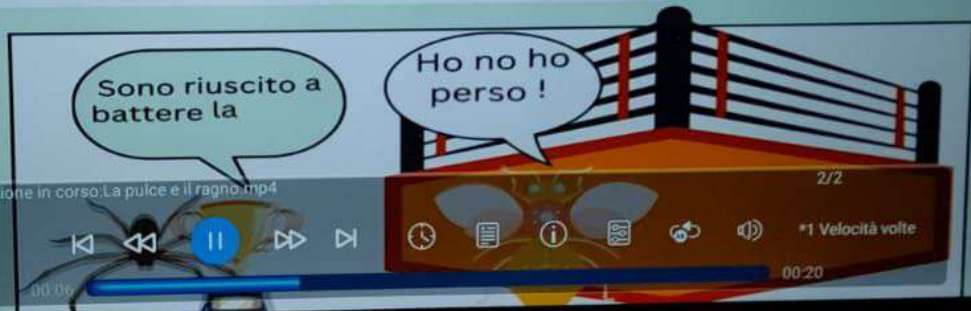 Sono riuscito a
battere la
Ho no ho
perso !
ione in corso:La pulce e il ragno.mp4
2/2
*1 Velocità volte
00:06
00:20